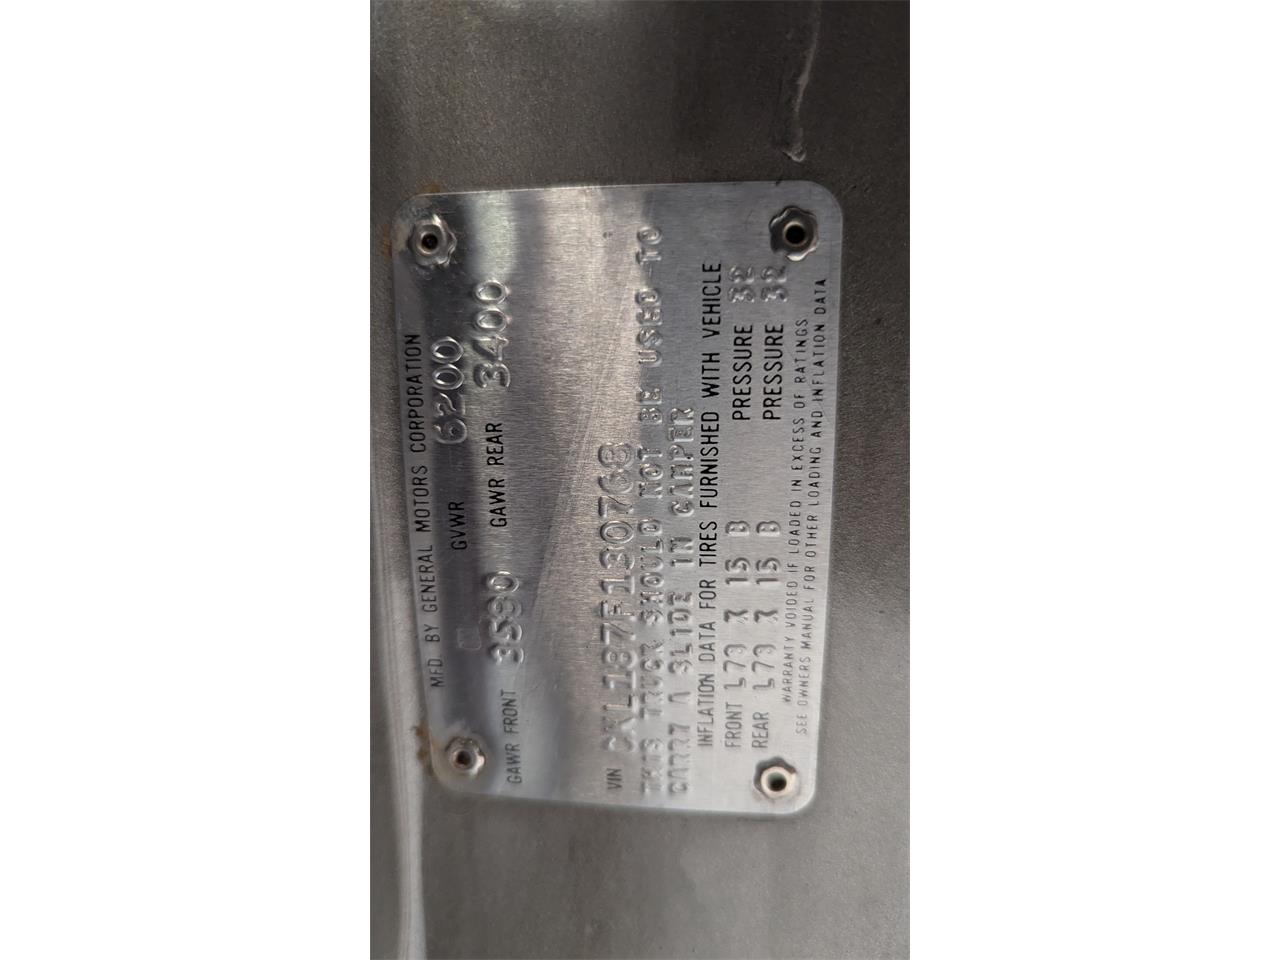 MFD BY GENERAL MOTORS CORPORATION
GVWR 6200
GAWR FRONT 3580 GAWR REAR 3400
VIN CKL187F130768
THIS TRUCK SHOULD NOT BE USED TO
CARRY A SLIDE IN CAMPER
INFLATION DATA FOR TIRES FURNISHED WITH VEHICLE
FRONT L78 X 15 B PRESSURE 32
REAR L78 X 15 B PRESSURE 32
WARRANTY VOIDED IF LOADED IN EXCESS OF RATINGS
SEE OWNERS MANUAL FOR OTHER LOADING AND INFLATION DATA